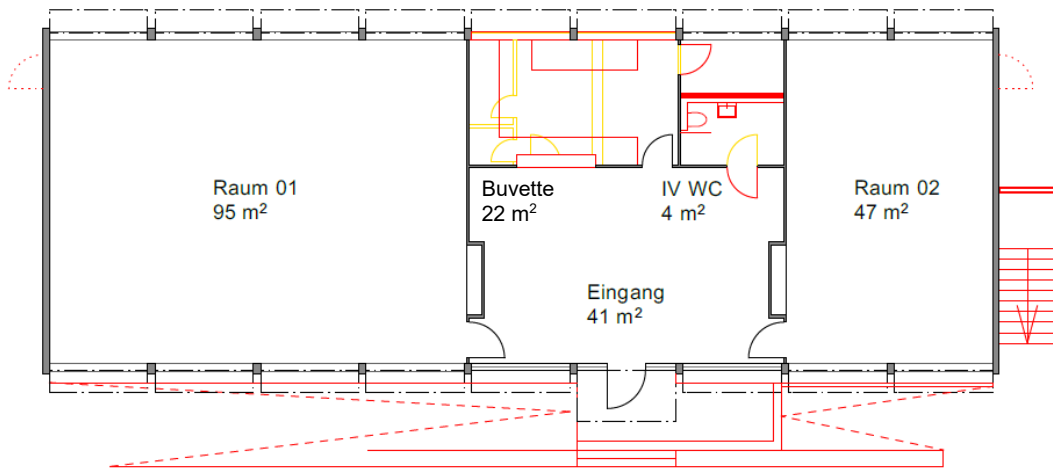 Raum 01
95 m²
Buvette
22 m²
IV WC
4 m²
Raum 02
47 m²
Eingang
41 m²